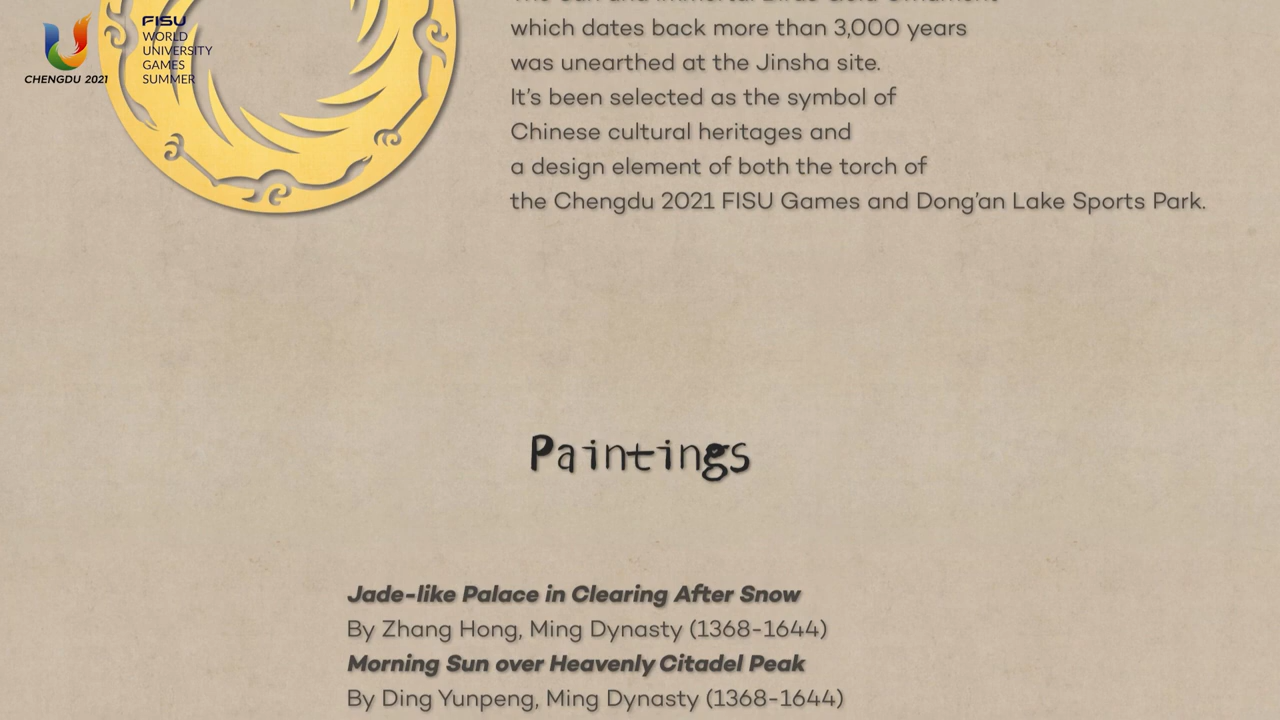 FISU
WORLD
UNIVERSITY
GAMES
SUMMER
CHENGDU 2021
which dates back more than 3,000 years
was unearthed at the Jinsha site.
It’s been selected as the symbol of
Chinese cultural heritages and
a design element of both the torch of
the Chengdu 2021 FISU Games and Dong’an Lake Sports Park.
Paintings
Jade-like Palace in Clearing After Snow
By Zhang Hong, Ming Dynasty (1368-1644)
Morning Sun over Heavenly Citadel Peak
By Ding Yunpeng, Ming Dynasty (1368-1644)